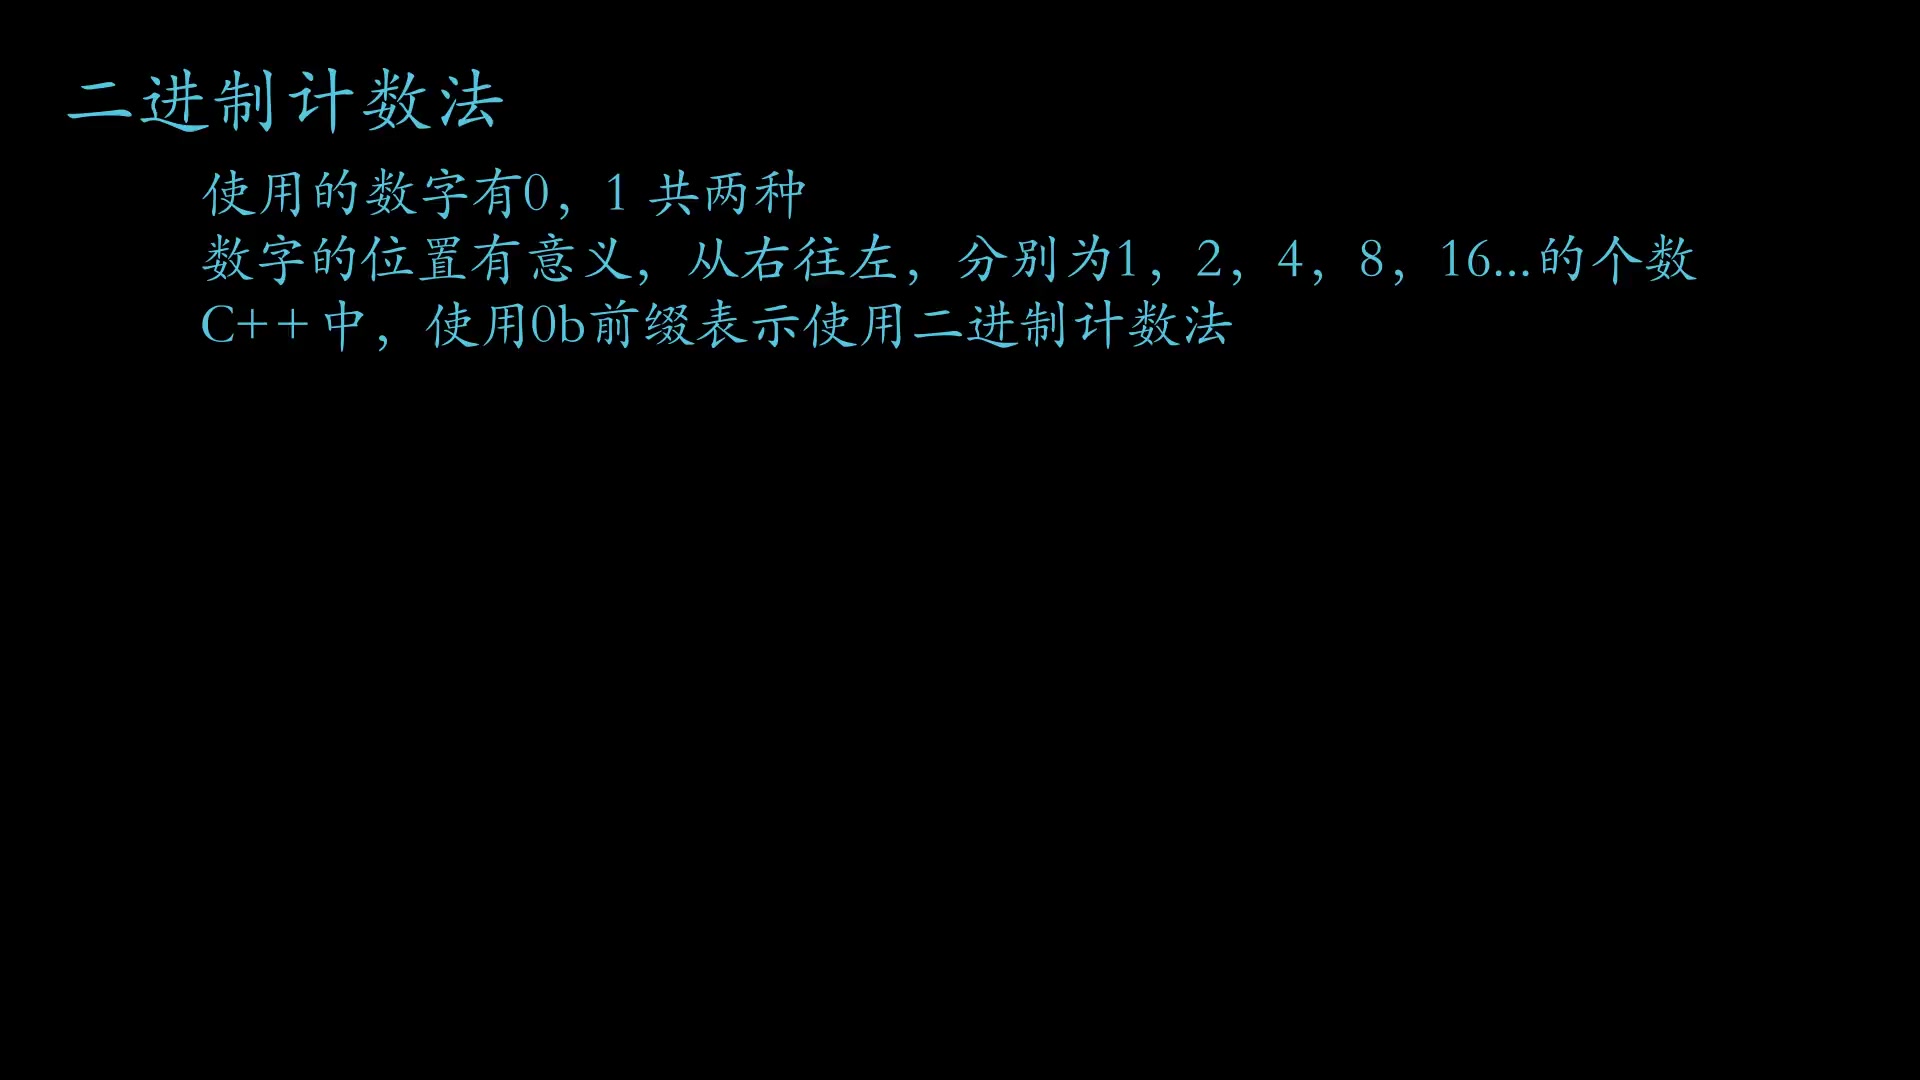 二进制计数法
使用的数字有0，1 共两种
数字的位置有意义，从右往左，分别为1，2，4，8，16...的个数
C++中，使用0b前缀表示使用二进制计数法